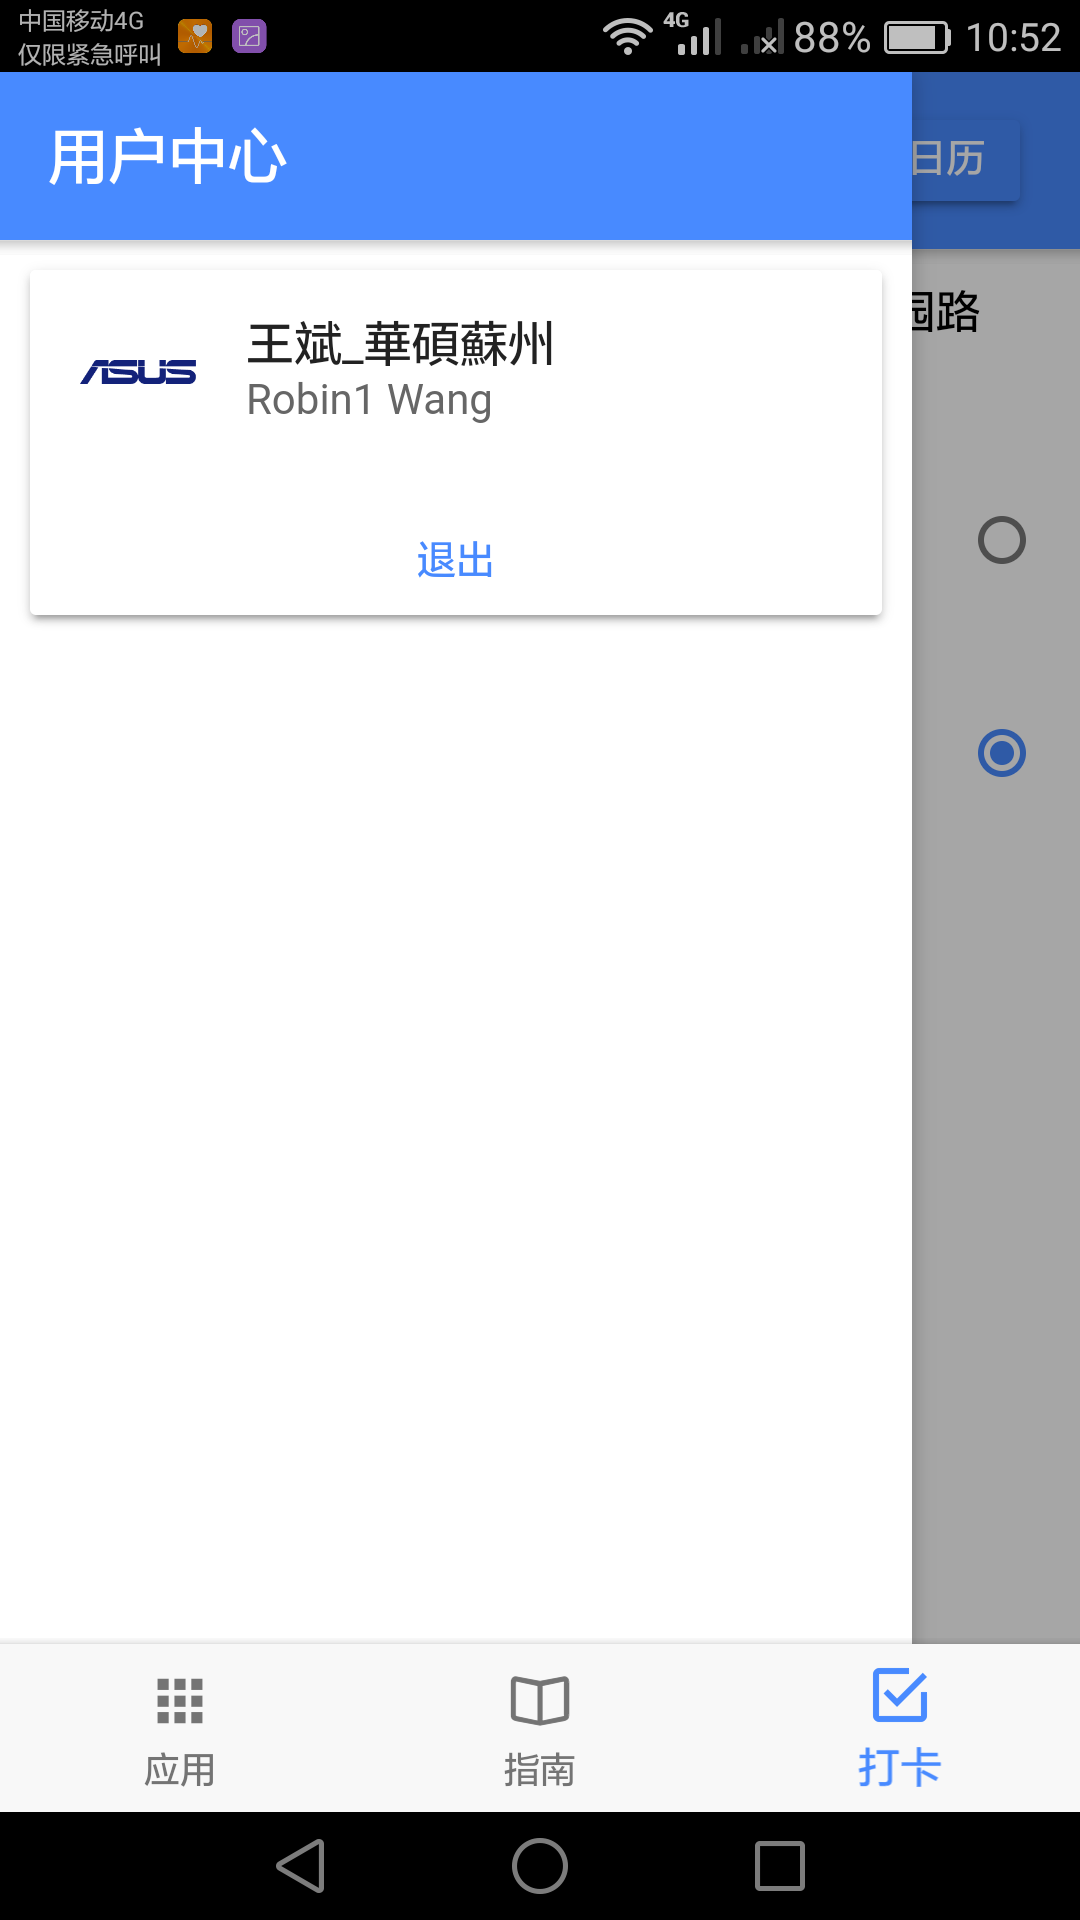 中国移动4G
仅限紧急呼叫
4G
88%
10:52
用户中心
日历
园路
ASUS
王斌_華碩蘇州
Robin1 Wang
退出
应用
指南
打卡